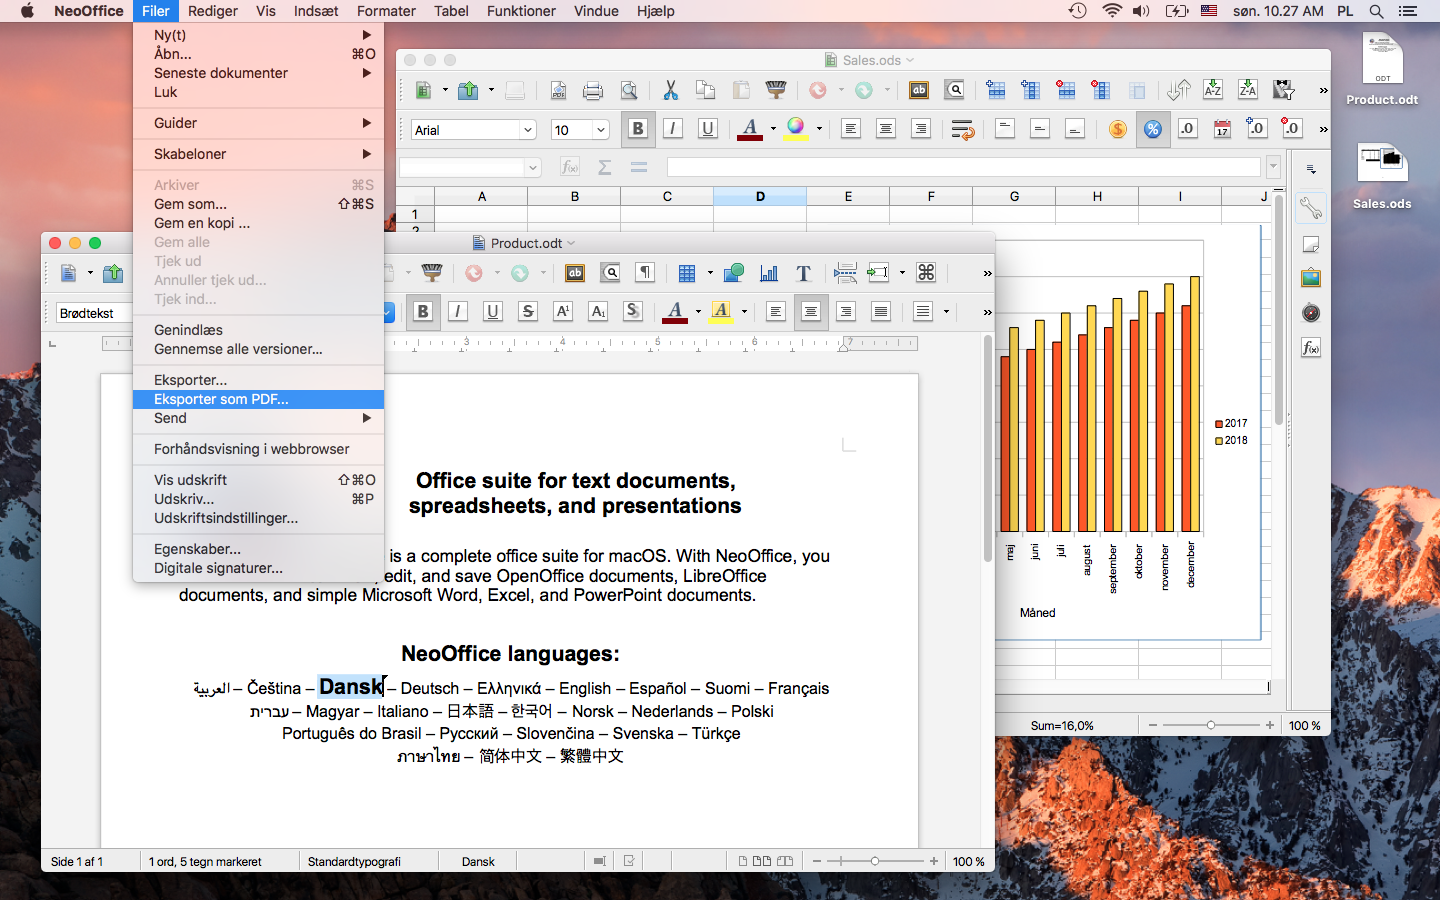 NeoOffice Filer Rediger Vis Indsæt Formater Tabel Funktioner Vindue Hjælp søn. 10.27 AM PL
Ny(t)
Åbn... ⌘O
Seneste dokumenter
Luk
Guider
Skabeloner
Arkiver ⌘S
Gem som... ⇧⌘S
Gem en kopi ...
Gem alle
Tjek ud
Annuller tjek ud...
Tjek ind...
Genindlæs
Gennemse alle versioner...
Eksporter...
Eksporter som PDF...
Send
Forhåndsvisning i webbrowser
Vis udskrift ⇧⌘O
Udskriv... ⌘P
Udskriftsindstillinger...
Egenskaber...
Digitale signaturer...
Sales.ods
Arial 10 B I U A
A B C D E F G H I J
1
2
2017
2018
maj juni juli august september oktober november december
Måned
Sum=16,0% 100 %
ODT
Product.odt
Sales.ods
Product.odt
Brødtekst B I U S A¹ A₁ S A A
3 4 5 6 7
Office suite for text documents,
spreadsheets, and presentations
is a complete office suite for macOS. With NeoOffice, you
edit, and save OpenOffice documents, LibreOffice
documents, and simple Microsoft Word, Excel, and PowerPoint documents.
NeoOffice languages:
العربية – Čeština – Dansk – Deutsch – Ελληνικά – English – Español – Suomi – Français
עברית – Magyar – Italiano – 日本語 – 한국어 – Norsk – Nederlands – Polski
Português do Brasil – Русский – Slovenčina – Svenska – Türkçe
ภาษาไทย – 简体中文 – 繁體中文
Side 1 af 1 1 ord, 5 tegn markeret Standardtypografi Dansk 100 %